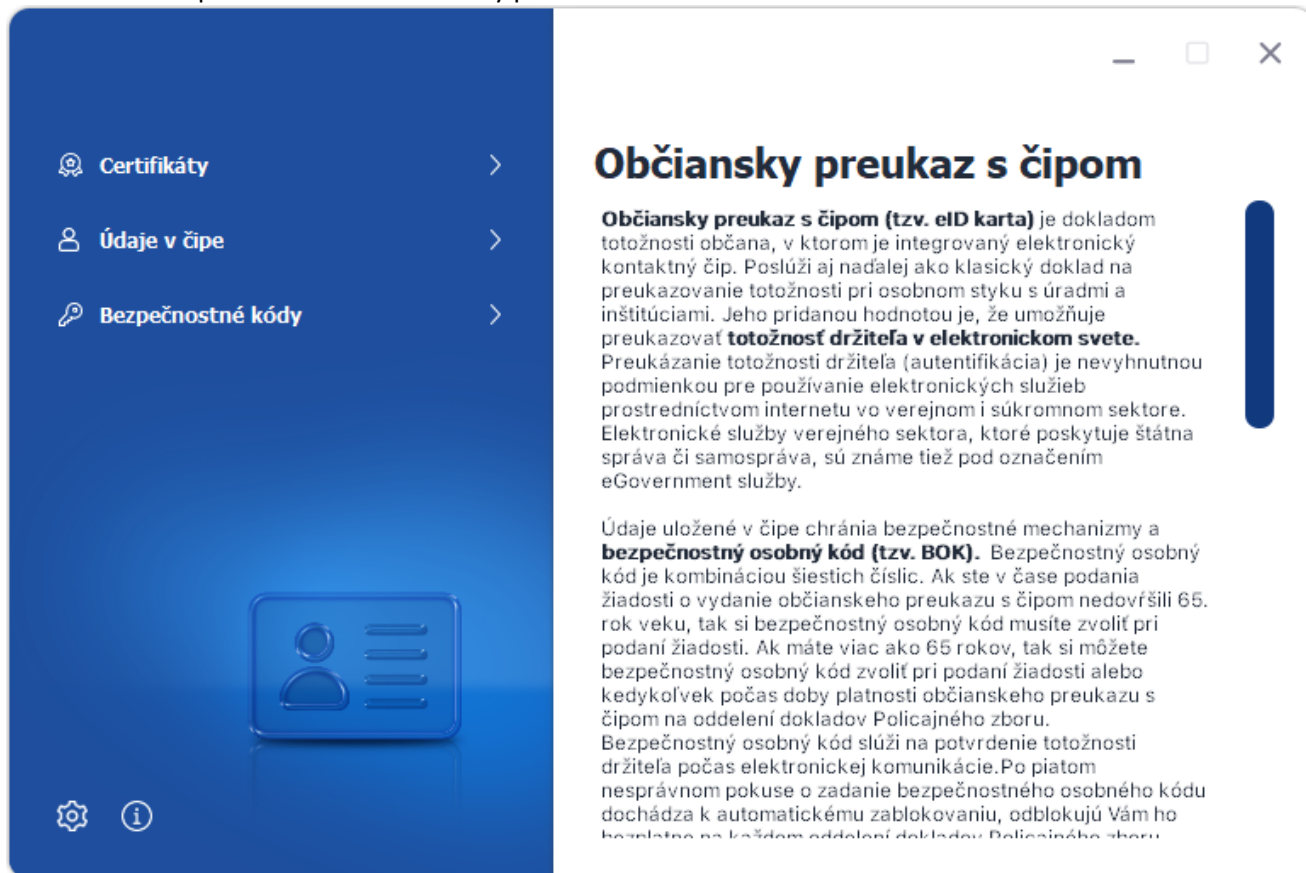 Certifikáty
Údaje v čipe
Bezpečnostné kódy
Občiansky preukaz s čipom
Občiansky preukaz s čipom (tzv. eID karta) je dokladom
totožnosti občana, v ktorom je integrovaný elektronický
kontaktný čip. Poslúži aj naďalej ako klasický doklad na
preukazovanie totožnosti pri osobnom styku s úradmi a
inštitúciami. Jeho pridanou hodnotou je, že umožňuje
preukazovať totožnosť držiteľa v elektronickom svete.
Preukázanie totožnosti držiteľa (autentifikácia) je nevyhnutnou
podmienkou pre používanie elektronických služieb
prostredníctvom internetu vo verejnom i súkromnom sektore.
Elektronické služby verejného sektora, ktoré poskytuje štátna
správa či samospráva, sú známe tiež pod označením
eGovernment služby.
Údaje uložené v čipe chránia bezpečnostné mechanizmy a
bezpečnostný osobný kód (tzv. BOK). Bezpečnostný osobný
kód je kombináciou šiestich číslic. Ak ste v čase podania
žiadosti o vydanie občianskeho preukazu s čipom nedovŕšili 65.
rok veku, tak si bezpečnostný osobný kód musíte zvoliť pri
podaní žiadosti. Ak máte viac ako 65 rokov, tak si môžete
bezpečnostný osobný kód zvoliť pri podaní žiadosti alebo
kedykoľvek počas doby platnosti občianskeho preukazu s
čipom na oddelení dokladov Policajného zboru.
Bezpečnostný osobný kód slúži na potvrdenie totožnosti
držiteľa počas elektronickej komunikácie.Po piatom
nesprávnom pokuse o zadanie bezpečnostného osobného kódu
dochádza k automatickému zablokovaniu, odblokujú Vám ho
bezplatne na každom oddelení dokladov Policajného zboru